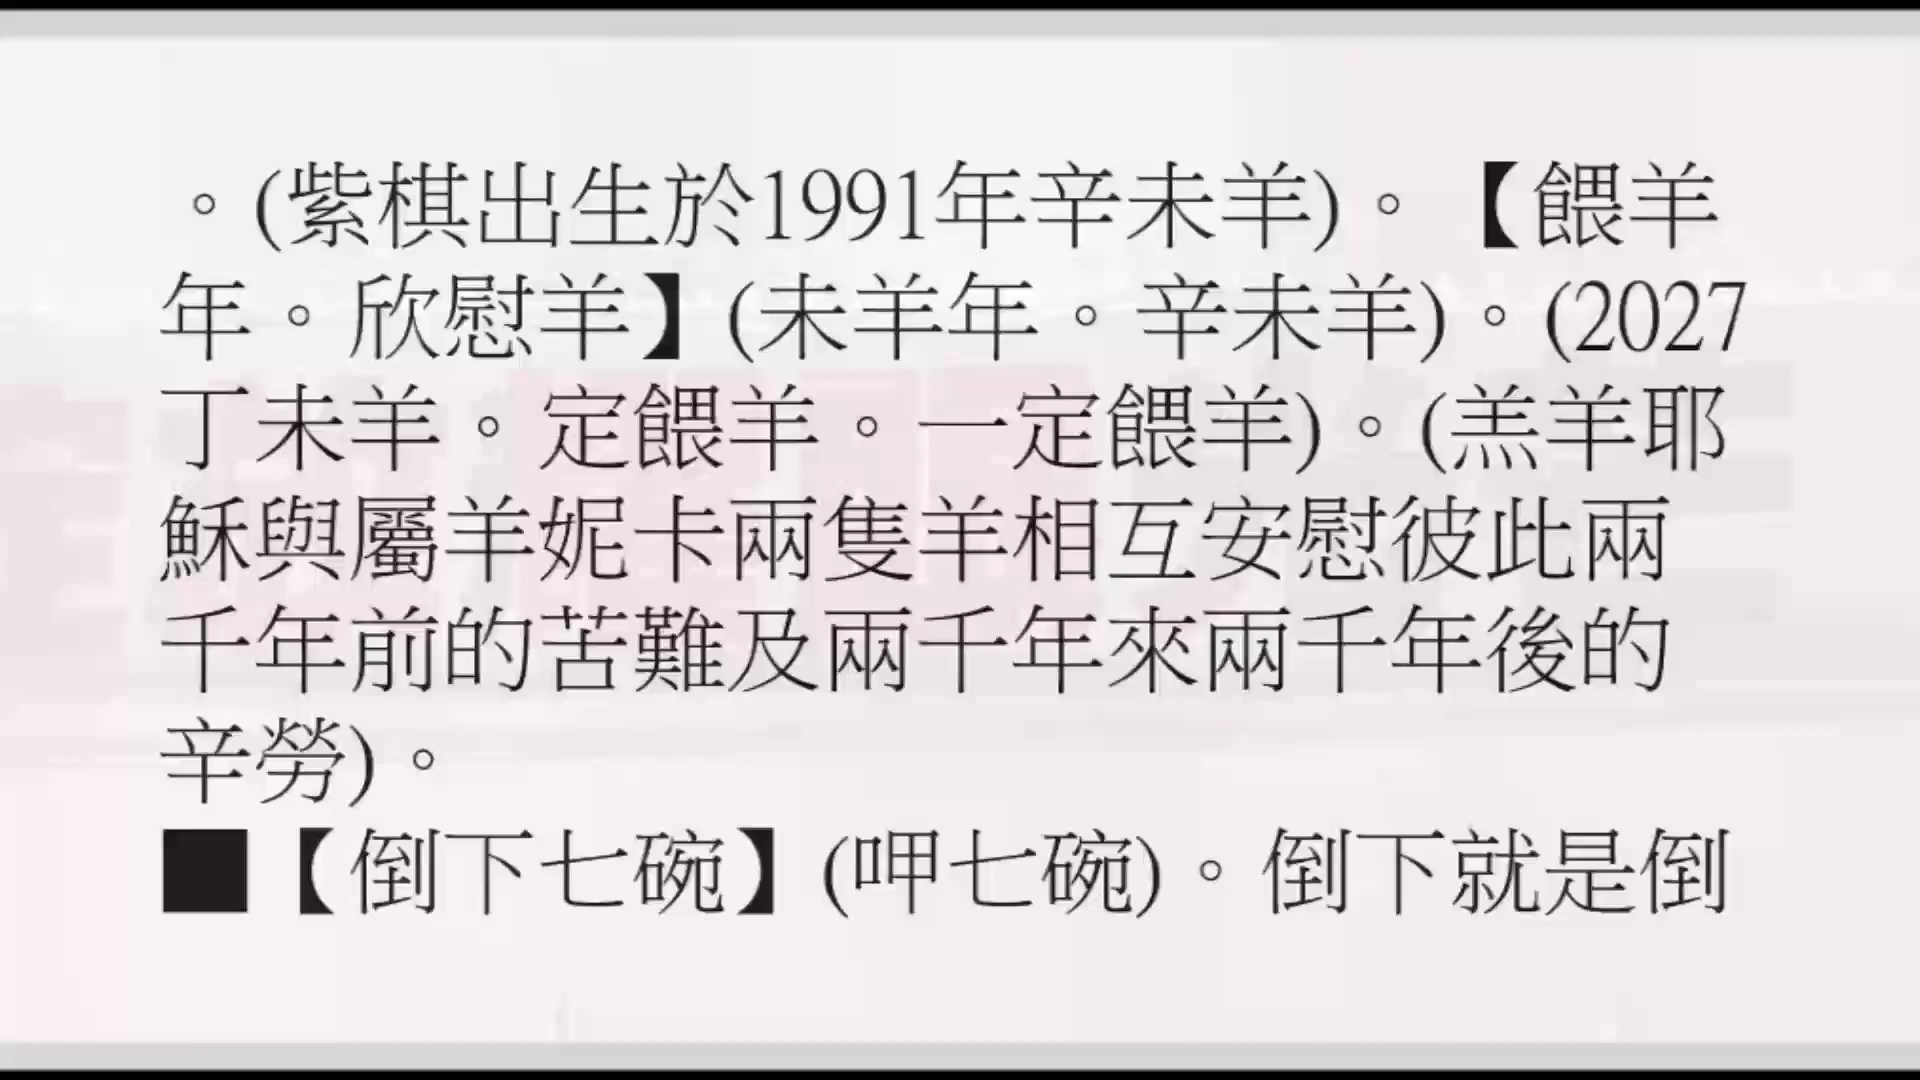 。(紫棋出生於1991年辛未羊)。【餵羊
年。欣慰羊】(未羊年。辛未羊)。(2027
丁未羊。定餵羊。一定餵羊)。(羔羊耶
穌與屬羊妮卡兩隻羊相互安慰彼此兩
千年前的苦難及兩千年來兩千年後的
辛勞)。
■【倒下七碗】(呷七碗)。倒下就是倒